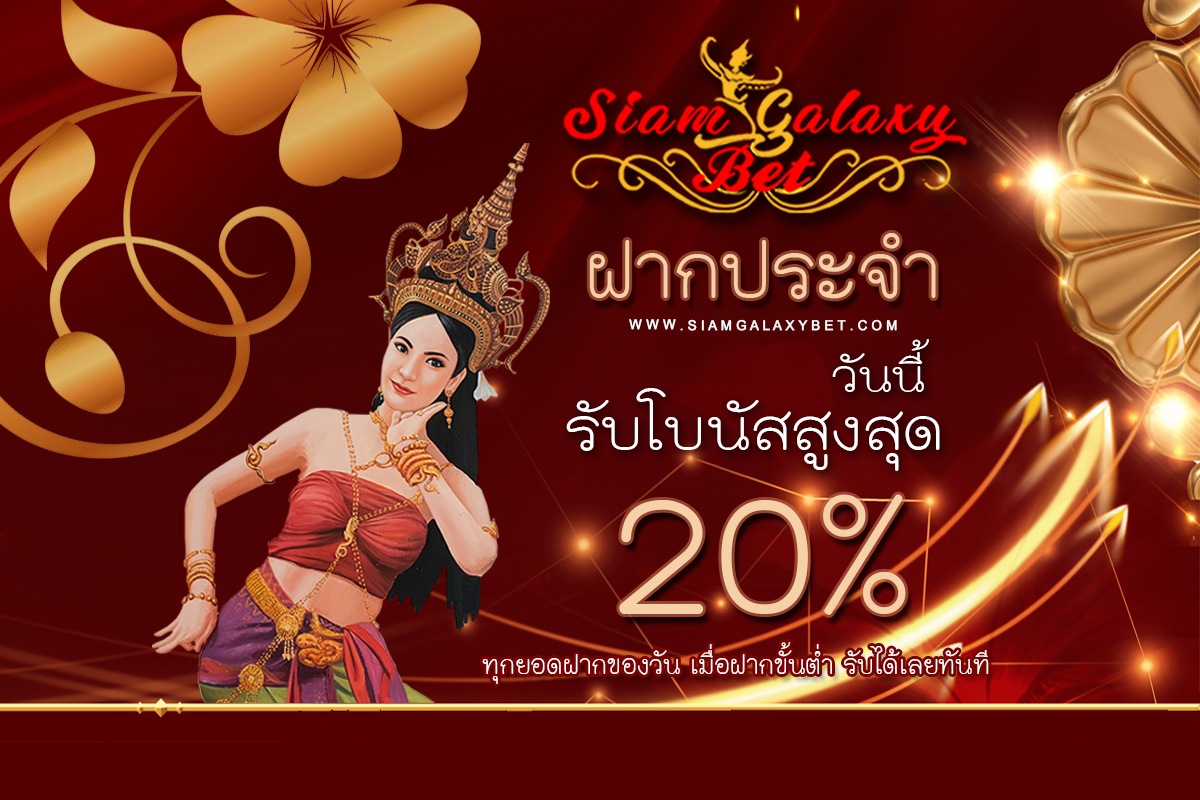 Siam Galaxy
Bet
ฝากประจำ
WWW.SIAMGALAXYBET.COM
วันนี้
รับโบนัสสูงสุด
20%
ทุกยอดฝากของวัน เมื่อฝากขั้นต่ำ รับได้เลยทันที